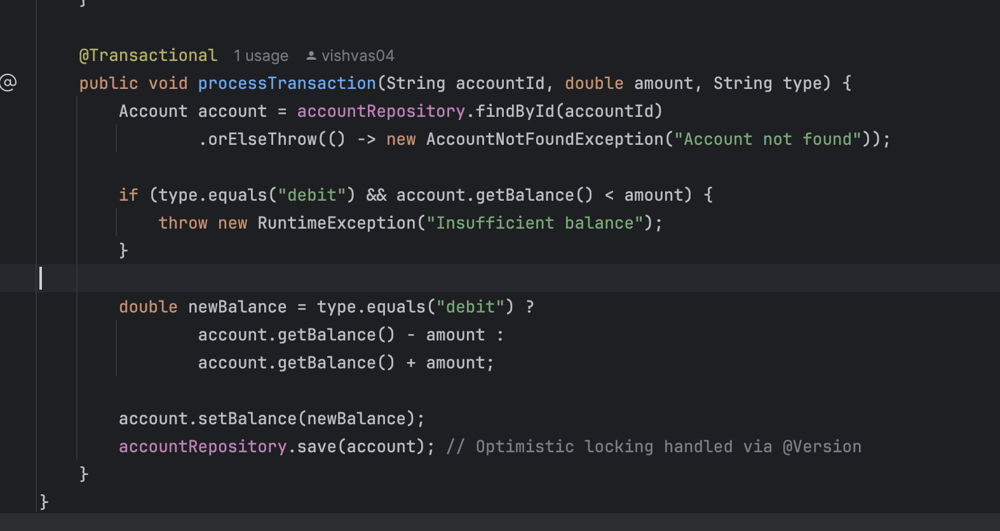 }
@Transactional 1 usage vishvas04
public void processTransaction(String accountId, double amount, String type) {
Account account = accountRepository.findById(accountId)
.orElseThrow(() -> new AccountNotFoundException("Account not found"));
if (type.equals("debit") && account.getBalance() < amount) {
throw new RuntimeException("Insufficient balance");
}
double newBalance = type.equals("debit") ?
account.getBalance() - amount :
account.getBalance() + amount;
account.setBalance(newBalance);
accountRepository.save(account); // Optimistic locking handled via @Version
}
}